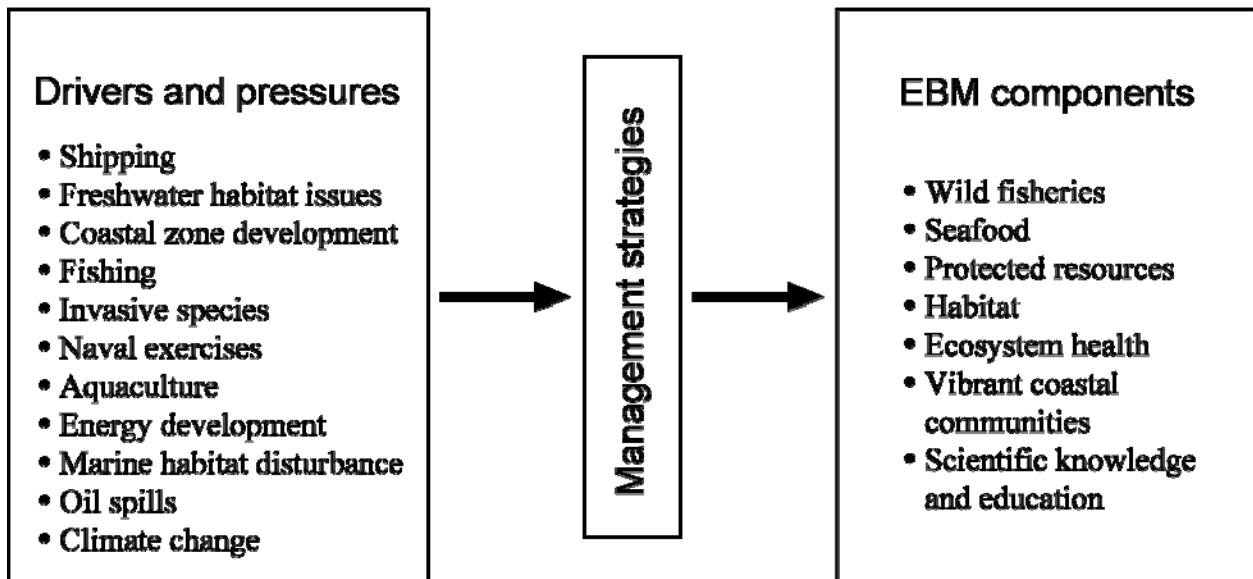 Drivers and pressures
• Shipping
• Freshwater habitat issues
• Coastal zone development
• Fishing
• Invasive species
• Naval exercises
• Aquaculture
• Energy development
• Marine habitat disturbance
• Oil spills
• Climate change
Management strategies
EBM components
• Wild fisheries
• Seafood
• Protected resources
• Habitat
• Ecosystem health
• Vibrant coastal
communities
• Scientific knowledge
and education